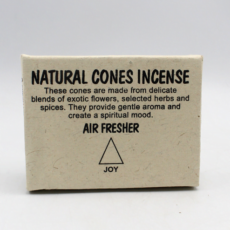 NATURAL CONES INCENSE
These cones are made from delicate
blends of exotic flowers, selected herbs and
spices. They provide gentle aroma and
create a spiritual mood.
AIR FRESHER
JOY